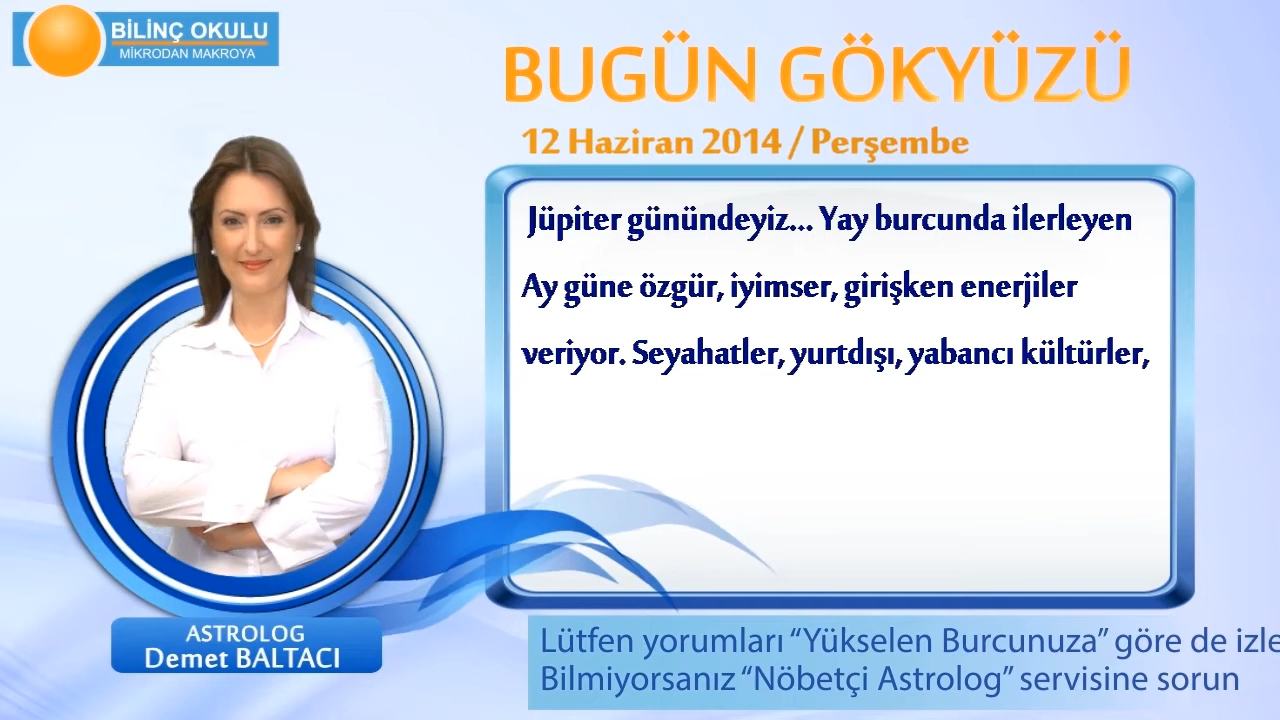 BİLİNÇ OKULU
MİKRODAN MAKROYA
BUGÜN GÖKYÜZÜ
12 Haziran 2014 / Perşembe
Jüpiter günündeyiz... Yay burcunda ilerleyen
Ay güne özgür, iyimser, girişken enerjiler
veriyor. Seyahatler, yurtdışı, yabancı kültürler,
ASTROLOG
Demet BALTACI
Lütfen yorumları “Yükselen Burcunuza” göre de izle
Bilmiyorsanız “Nöbetçi Astrolog” servisine sorun